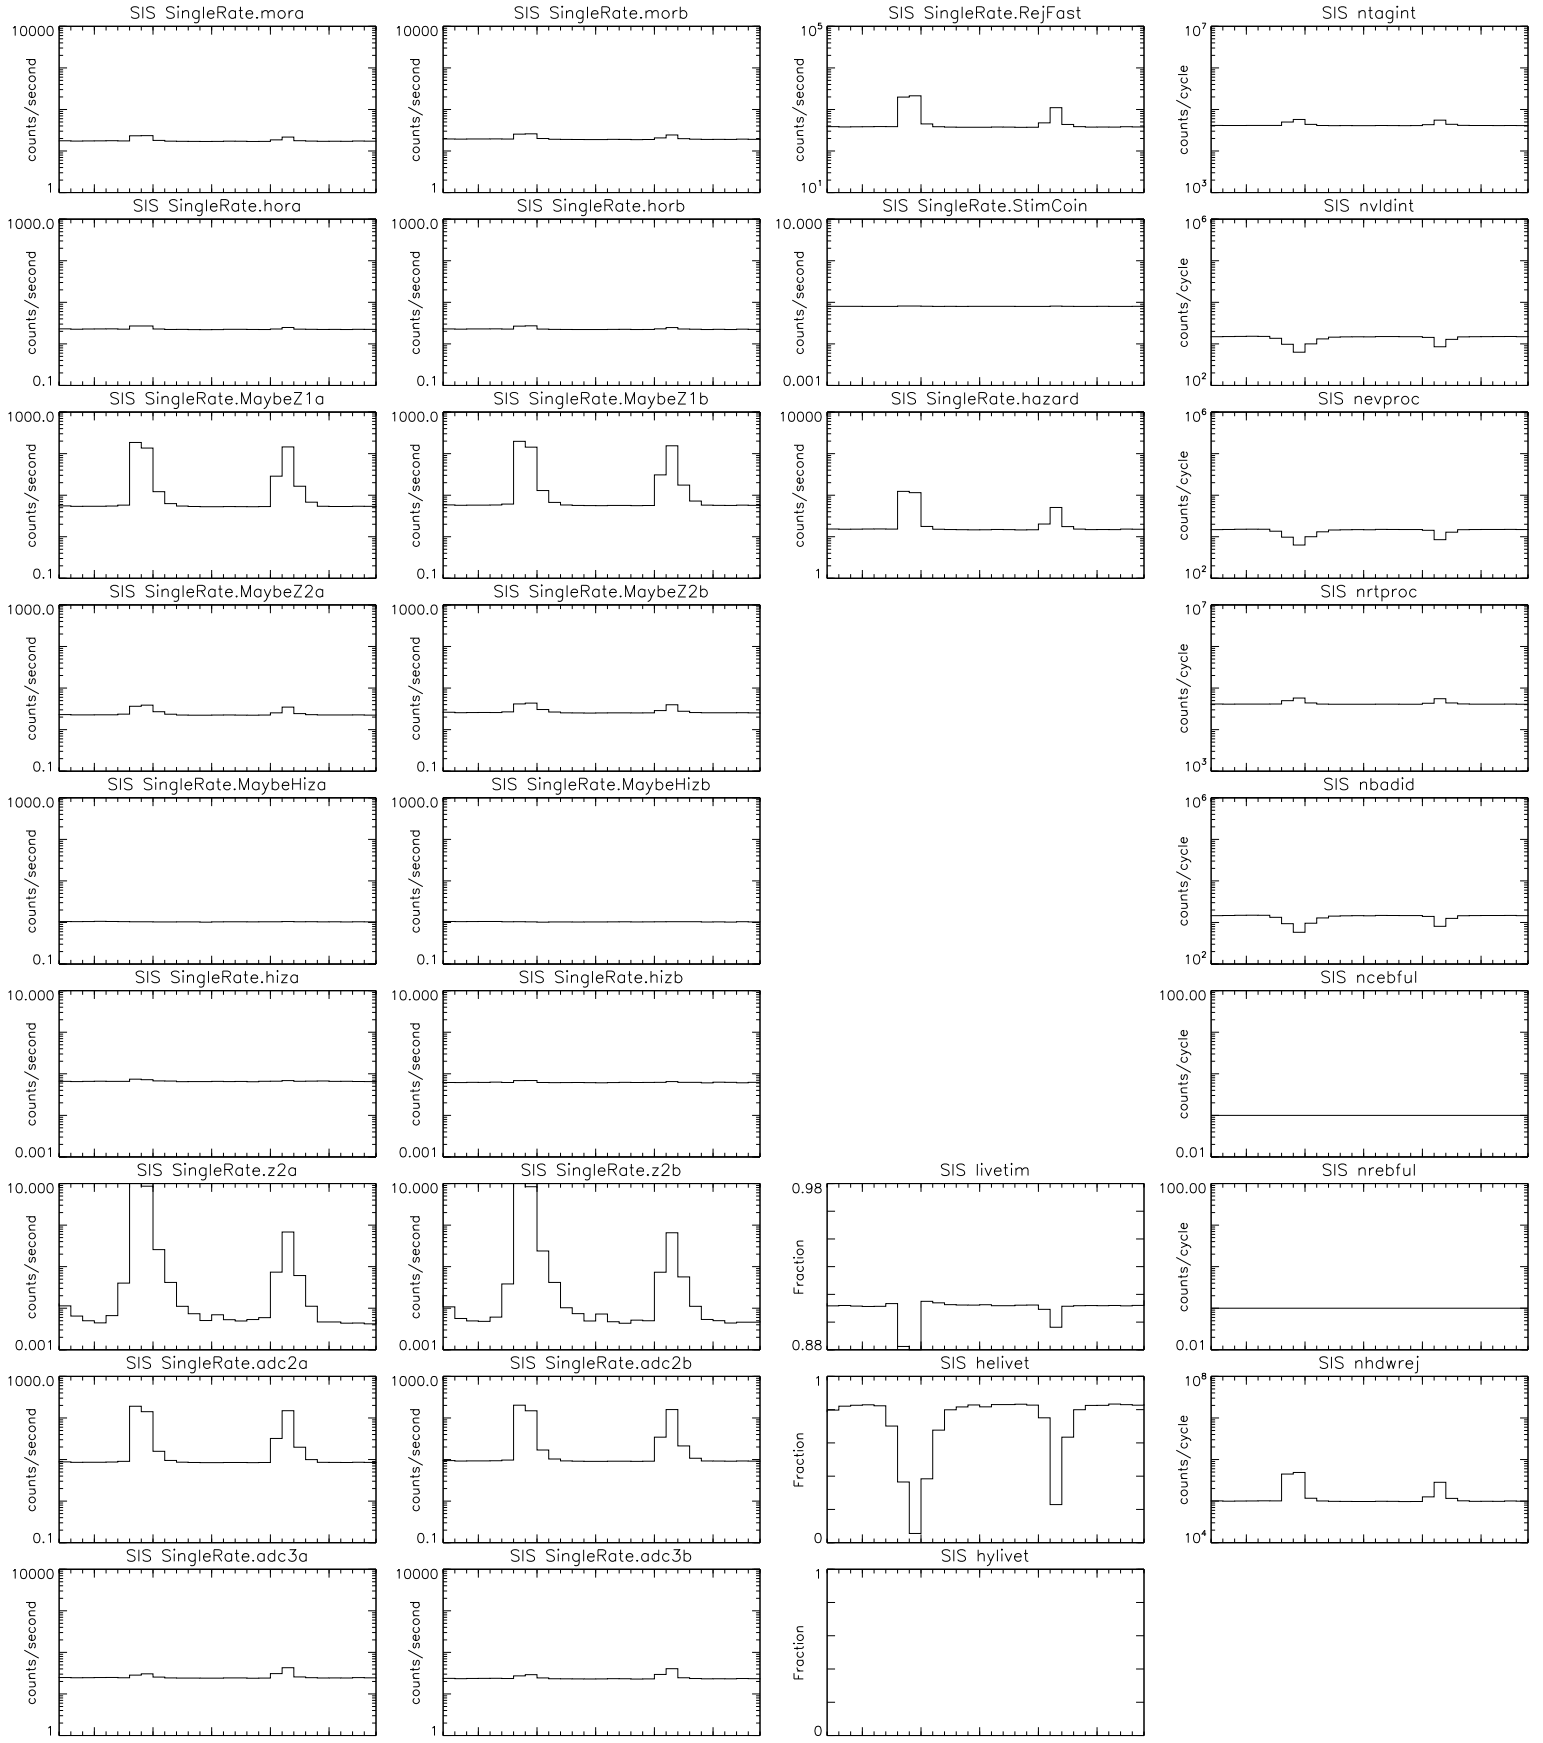 SIS SingleRate.mora
10000
counts/second
1
SIS SingleRate.morb
10000
counts/second
1
SIS SingleRate.RejFast
10⁵
counts/second
10¹
SIS ntagint
10⁷
counts/cycle
10³
SIS SingleRate.hora
1000.0
counts/second
0.1
SIS SingleRate.horb
1000.0
counts/second
0.1
SIS SingleRate.StimCoin
10.000
counts/second
0.001
SIS nvldint
10⁶
counts/cycle
10²
SIS SingleRate.MaybeZ1a
1000.0
counts/second
0.1
SIS SingleRate.MaybeZ1b
1000.0
counts/second
0.1
SIS SingleRate.hazard
10000
counts/second
1
SIS nevproc
10⁶
counts/cycle
10²
SIS SingleRate.MaybeZ2a
1000.0
counts/second
0.1
SIS SingleRate.MaybeZ2b
1000.0
counts/second
0.1
SIS nrtproc
10⁷
counts/cycle
10³
SIS SingleRate.MaybeHiza
1000.0
counts/second
0.1
SIS SingleRate.MaybeHizb
1000.0
counts/second
0.1
SIS nbadid
10⁶
counts/cycle
10²
SIS SingleRate.hiza
10.000
counts/second
0.001
SIS SingleRate.hizb
10.000
counts/second
0.001
SIS ncebful
100.00
counts/cycle
0.01
SIS SingleRate.z2a
10.000
counts/second
0.001
SIS SingleRate.z2b
10.000
counts/second
0.001
SIS livetim
0.98
Fraction
0.88
SIS nrebful
100.00
counts/cycle
0.01
SIS SingleRate.adc2a
1000.0
counts/second
0.1
SIS SingleRate.adc2b
1000.0
counts/second
0.1
SIS helivet
1
Fraction
0
SIS nhdwrej
10⁸
counts/cycle
10⁴
SIS SingleRate.adc3a
10000
counts/second
1
SIS SingleRate.adc3b
10000
counts/second
1
SIS hylivet
1
Fraction
0